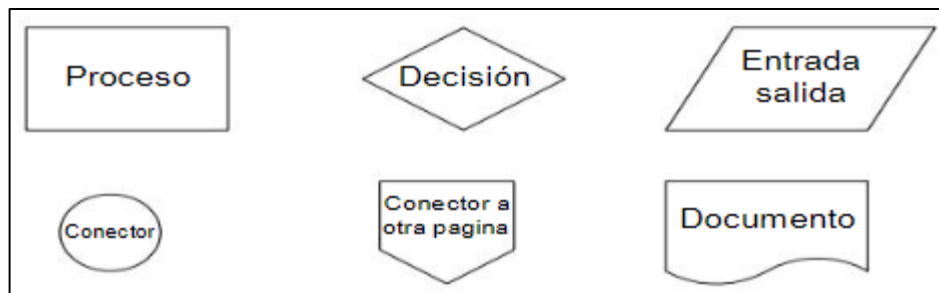 Proceso
Decisión
Entrada
salida
Conector
Conector a
otra pagina
Documento